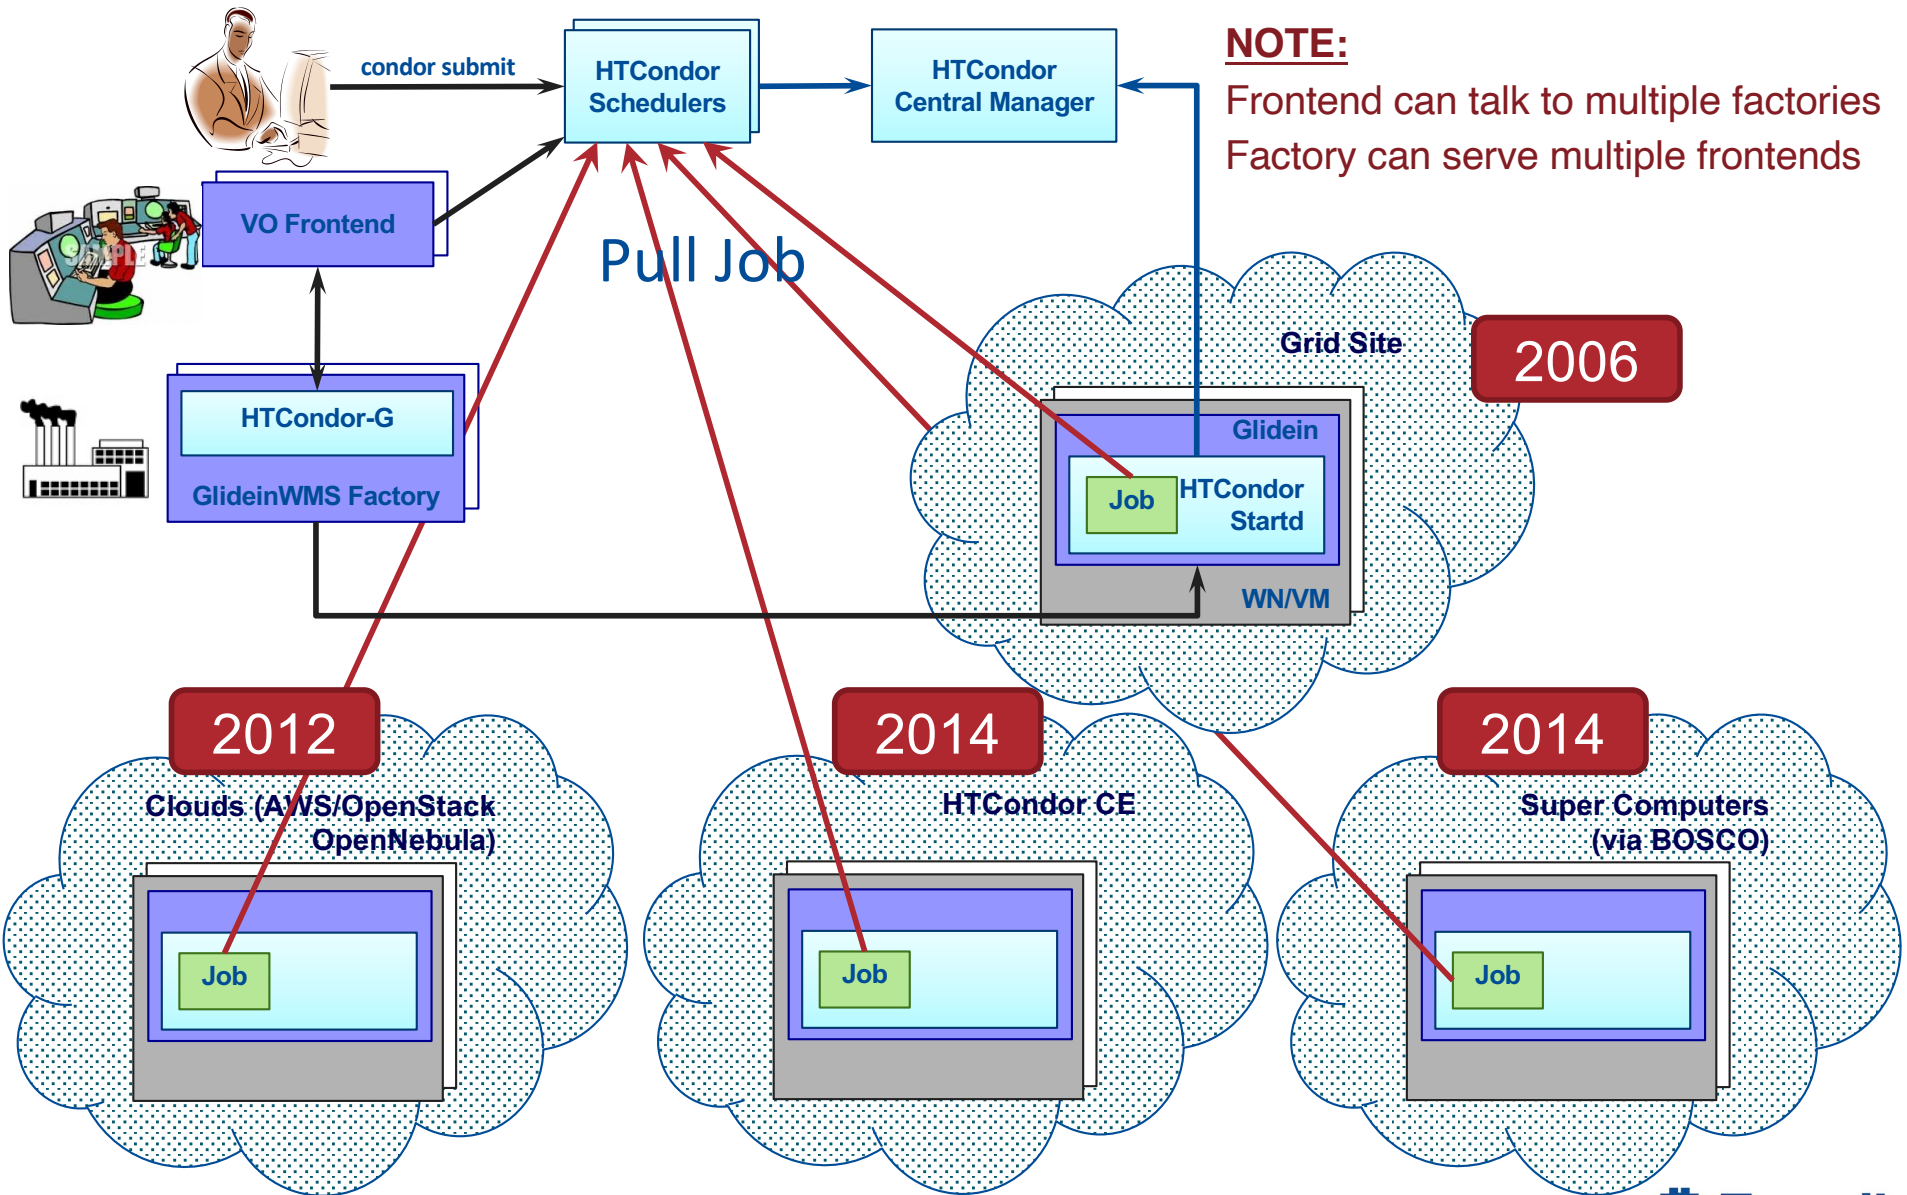 condor submit
HTCondor
Schedulers
HTCondor
Central Manager
NOTE:
Frontend can talk to multiple factories
Factory can serve multiple frontends
VO Frontend
SAMPLE
Pull Job
Grid Site
2006
HTCondor-G
GlideinWMS Factory
Glidein
Job
HTCondor
Startd
WN/VM
2012
Clouds (AWS/OpenStack
OpenNebula)
Job
2014
HTCondor CE
Job
2014
Super Computers
(via BOSCO)
Job